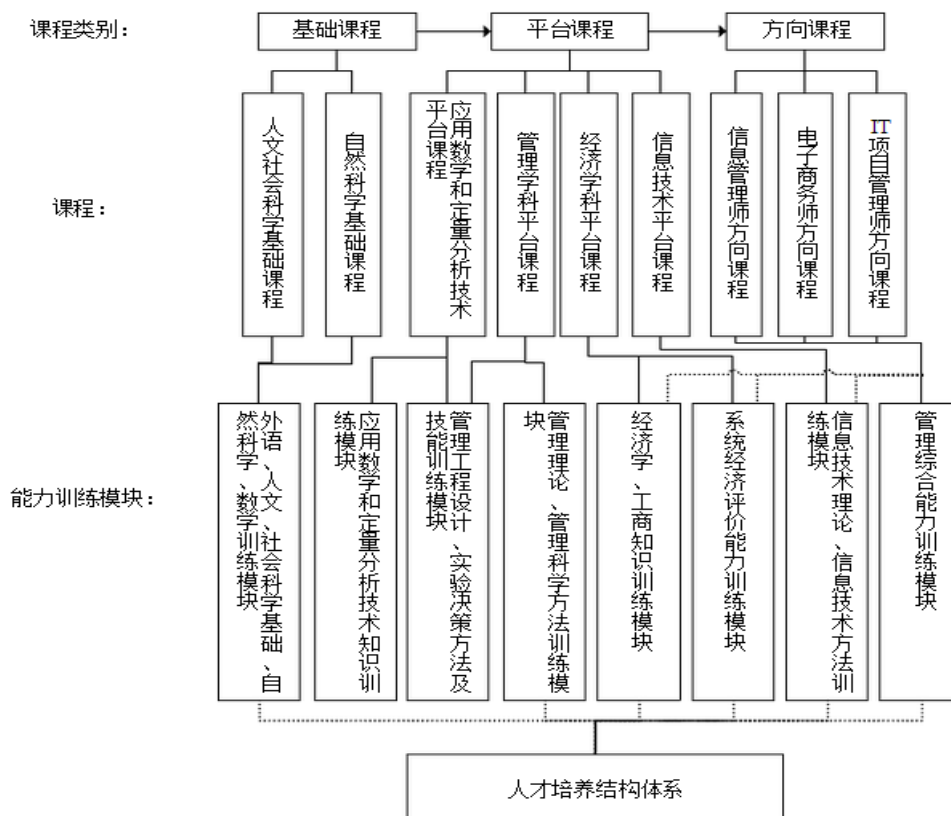 课程类别：
基础课程
平台课程
方向课程
课程：
人文社会科学基础课程
自然科学基础课程
应用数学和定量分析技术
平台课程
管理学科平台课程
经济学科平台课程
信息技术平台课程
信息管理师方向课程
电子商务师方向课程
IT项目管理师方向课程
能力训练模块：
外语、人文、社会科学基础、自
然科学、数学训练模块
应用数学和定量分析技术知识训
练模块
管理工程设计、实验决策方法及
技能训练模块
管理理论、管理科学方法训练模
块
经济学、工商知识训练模块
系统经济评价能力训练模块
信息技术理论、信息技术方法训
练模块
管理综合能力训练模块
人才培养结构体系